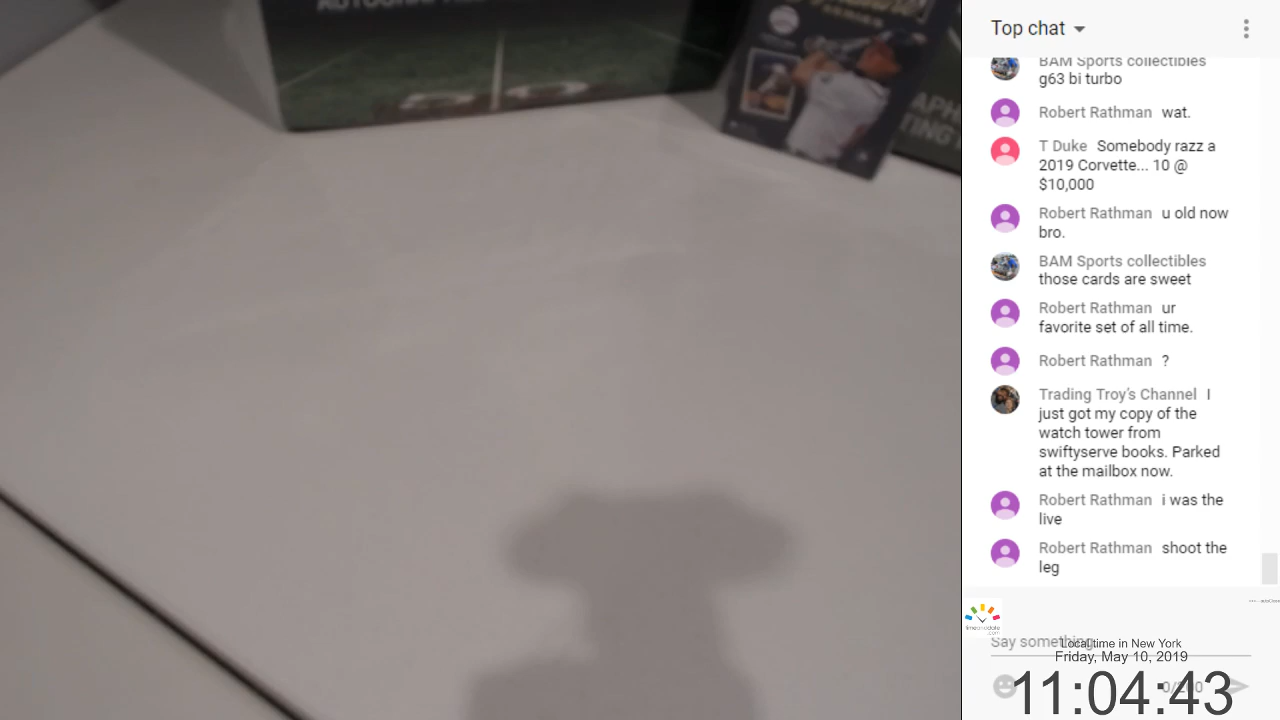 Top chat
BAM Sports collectibles
g63 bi turbo
Robert Rathman wat.
T Duke Somebody razz a
2019 Corvette... 10 @
$10,000
Robert Rathman u old now
bro.
BAM Sports collectibles
those cards are sweet
Robert Rathman ur
favorite set of all time.
Robert Rathman ?
Trading Troy's Channel I
just got my copy of the
watch tower from
swiftyserve books. Parked
at the mailbox now.
Robert Rathman i was the
live
Robert Rathman shoot the
leg
Say something...
Local time in New York
Friday, May 10, 2019
11:04:43